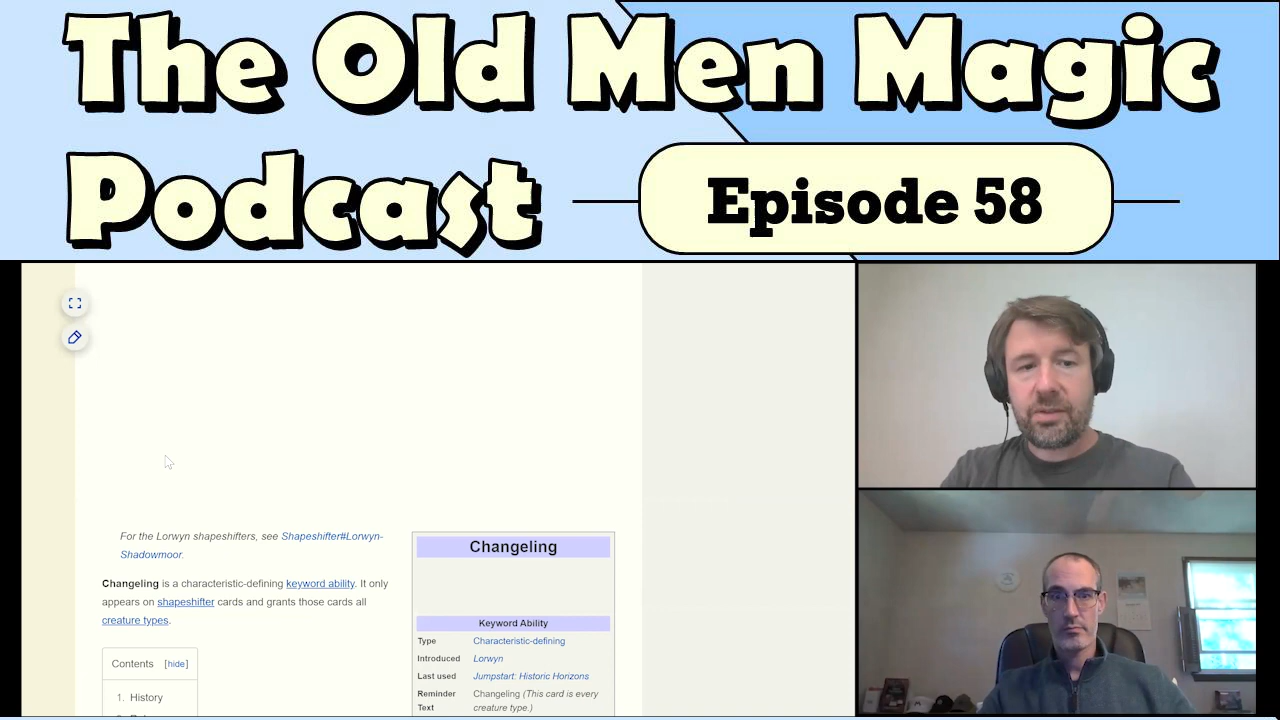 The Old Men Magic
Podcast
Episode 58
For the Lorwyn shapeshifters, see Shapeshifter#Lorwyn-
Shadowmoor.
Changeling is a characteristic-defining keyword ability. It only
appears on shapeshifter cards and grants those cards all
creature types.
Contents [hide]
1. History
Changeling
Keyword Ability
Type Characteristic-defining
Introduced Lorwyn
Last used Jumpstart: Historic Horizons
Reminder Changeling (This card is every
Text creature type.)